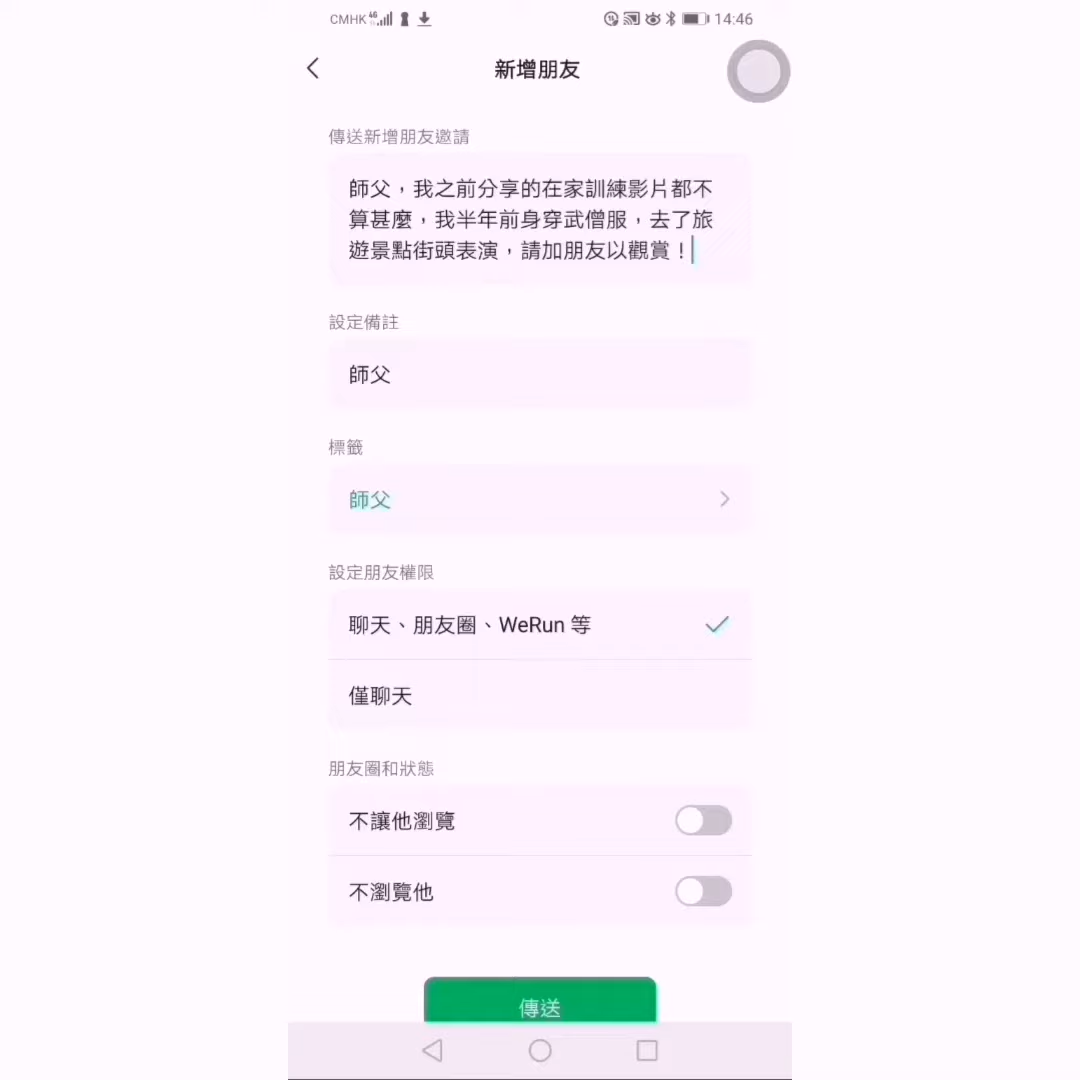 CMHK 46 14:46
新增朋友
傳送新增朋友邀請
師父，我之前分享的在家訓練影片都不
算甚麼，我半年前身穿武僧服，去了旅
遊景點街頭表演，請加朋友以觀賞！
設定備註
師父
標籤
師父
設定朋友權限
聊天、朋友圈、WeRun 等
僅聊天
朋友圈和狀態
不讓他瀏覽
不瀏覽他
傳送